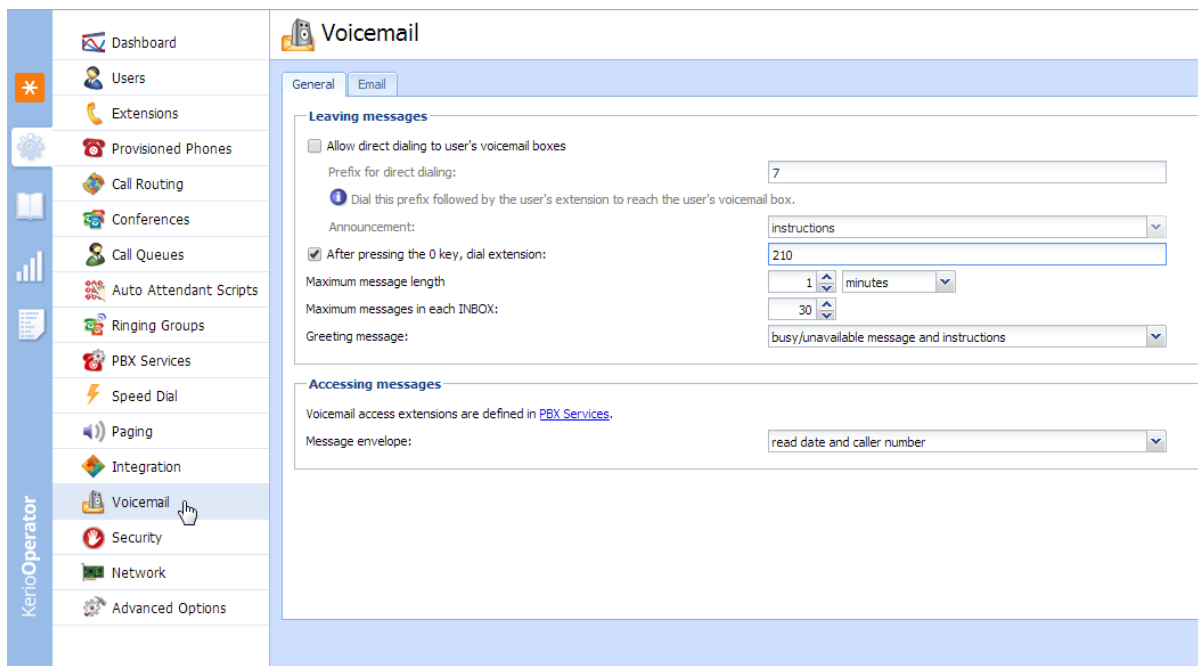 Voicemail
Dashboard
Users
Extensions
Provisioned Phones
Call Routing
Conferences
Call Queues
Auto Attendant Scripts
Ringing Groups
PBX Services
Speed Dial
Paging
Integration
Voicemail
Security
Network
Advanced Options
KerioOperator
General Email
Leaving messages
Allow direct dialing to user's voicemail boxes
Prefix for direct dialing: 7
Dial this prefix followed by the user's extension to reach the user's voicemail box.
Announcement: instructions
After pressing the 0 key, dial extension: 210
Maximum message length 1 minutes
Maximum messages in each INBOX: 30
Greeting message: busy/unavailable message and instructions
Accessing messages
Voicemail access extensions are defined in PBX Services.
Message envelope: read date and caller number